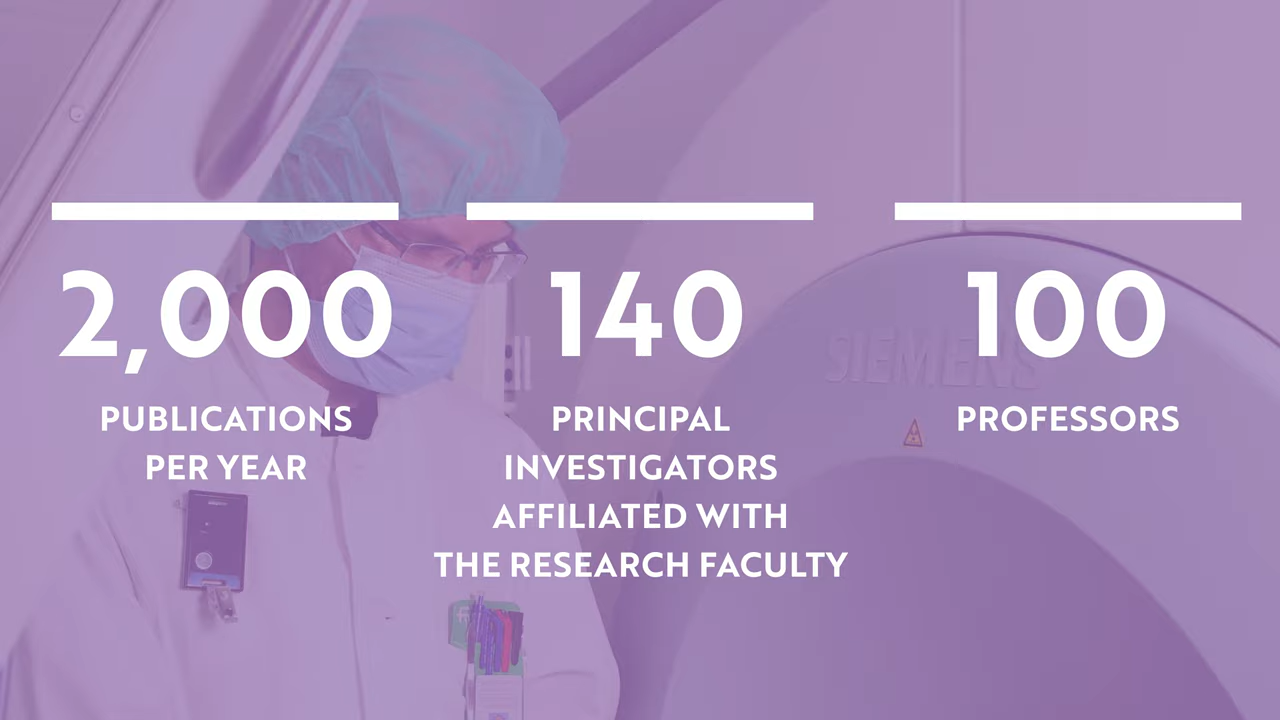 2,000
PUBLICATIONS
PER YEAR
140
PRINCIPAL
INVESTIGATORS
AFFILIATED WITH
THE RESEARCH FACULTY
100
PROFESSORS
SIEMENS